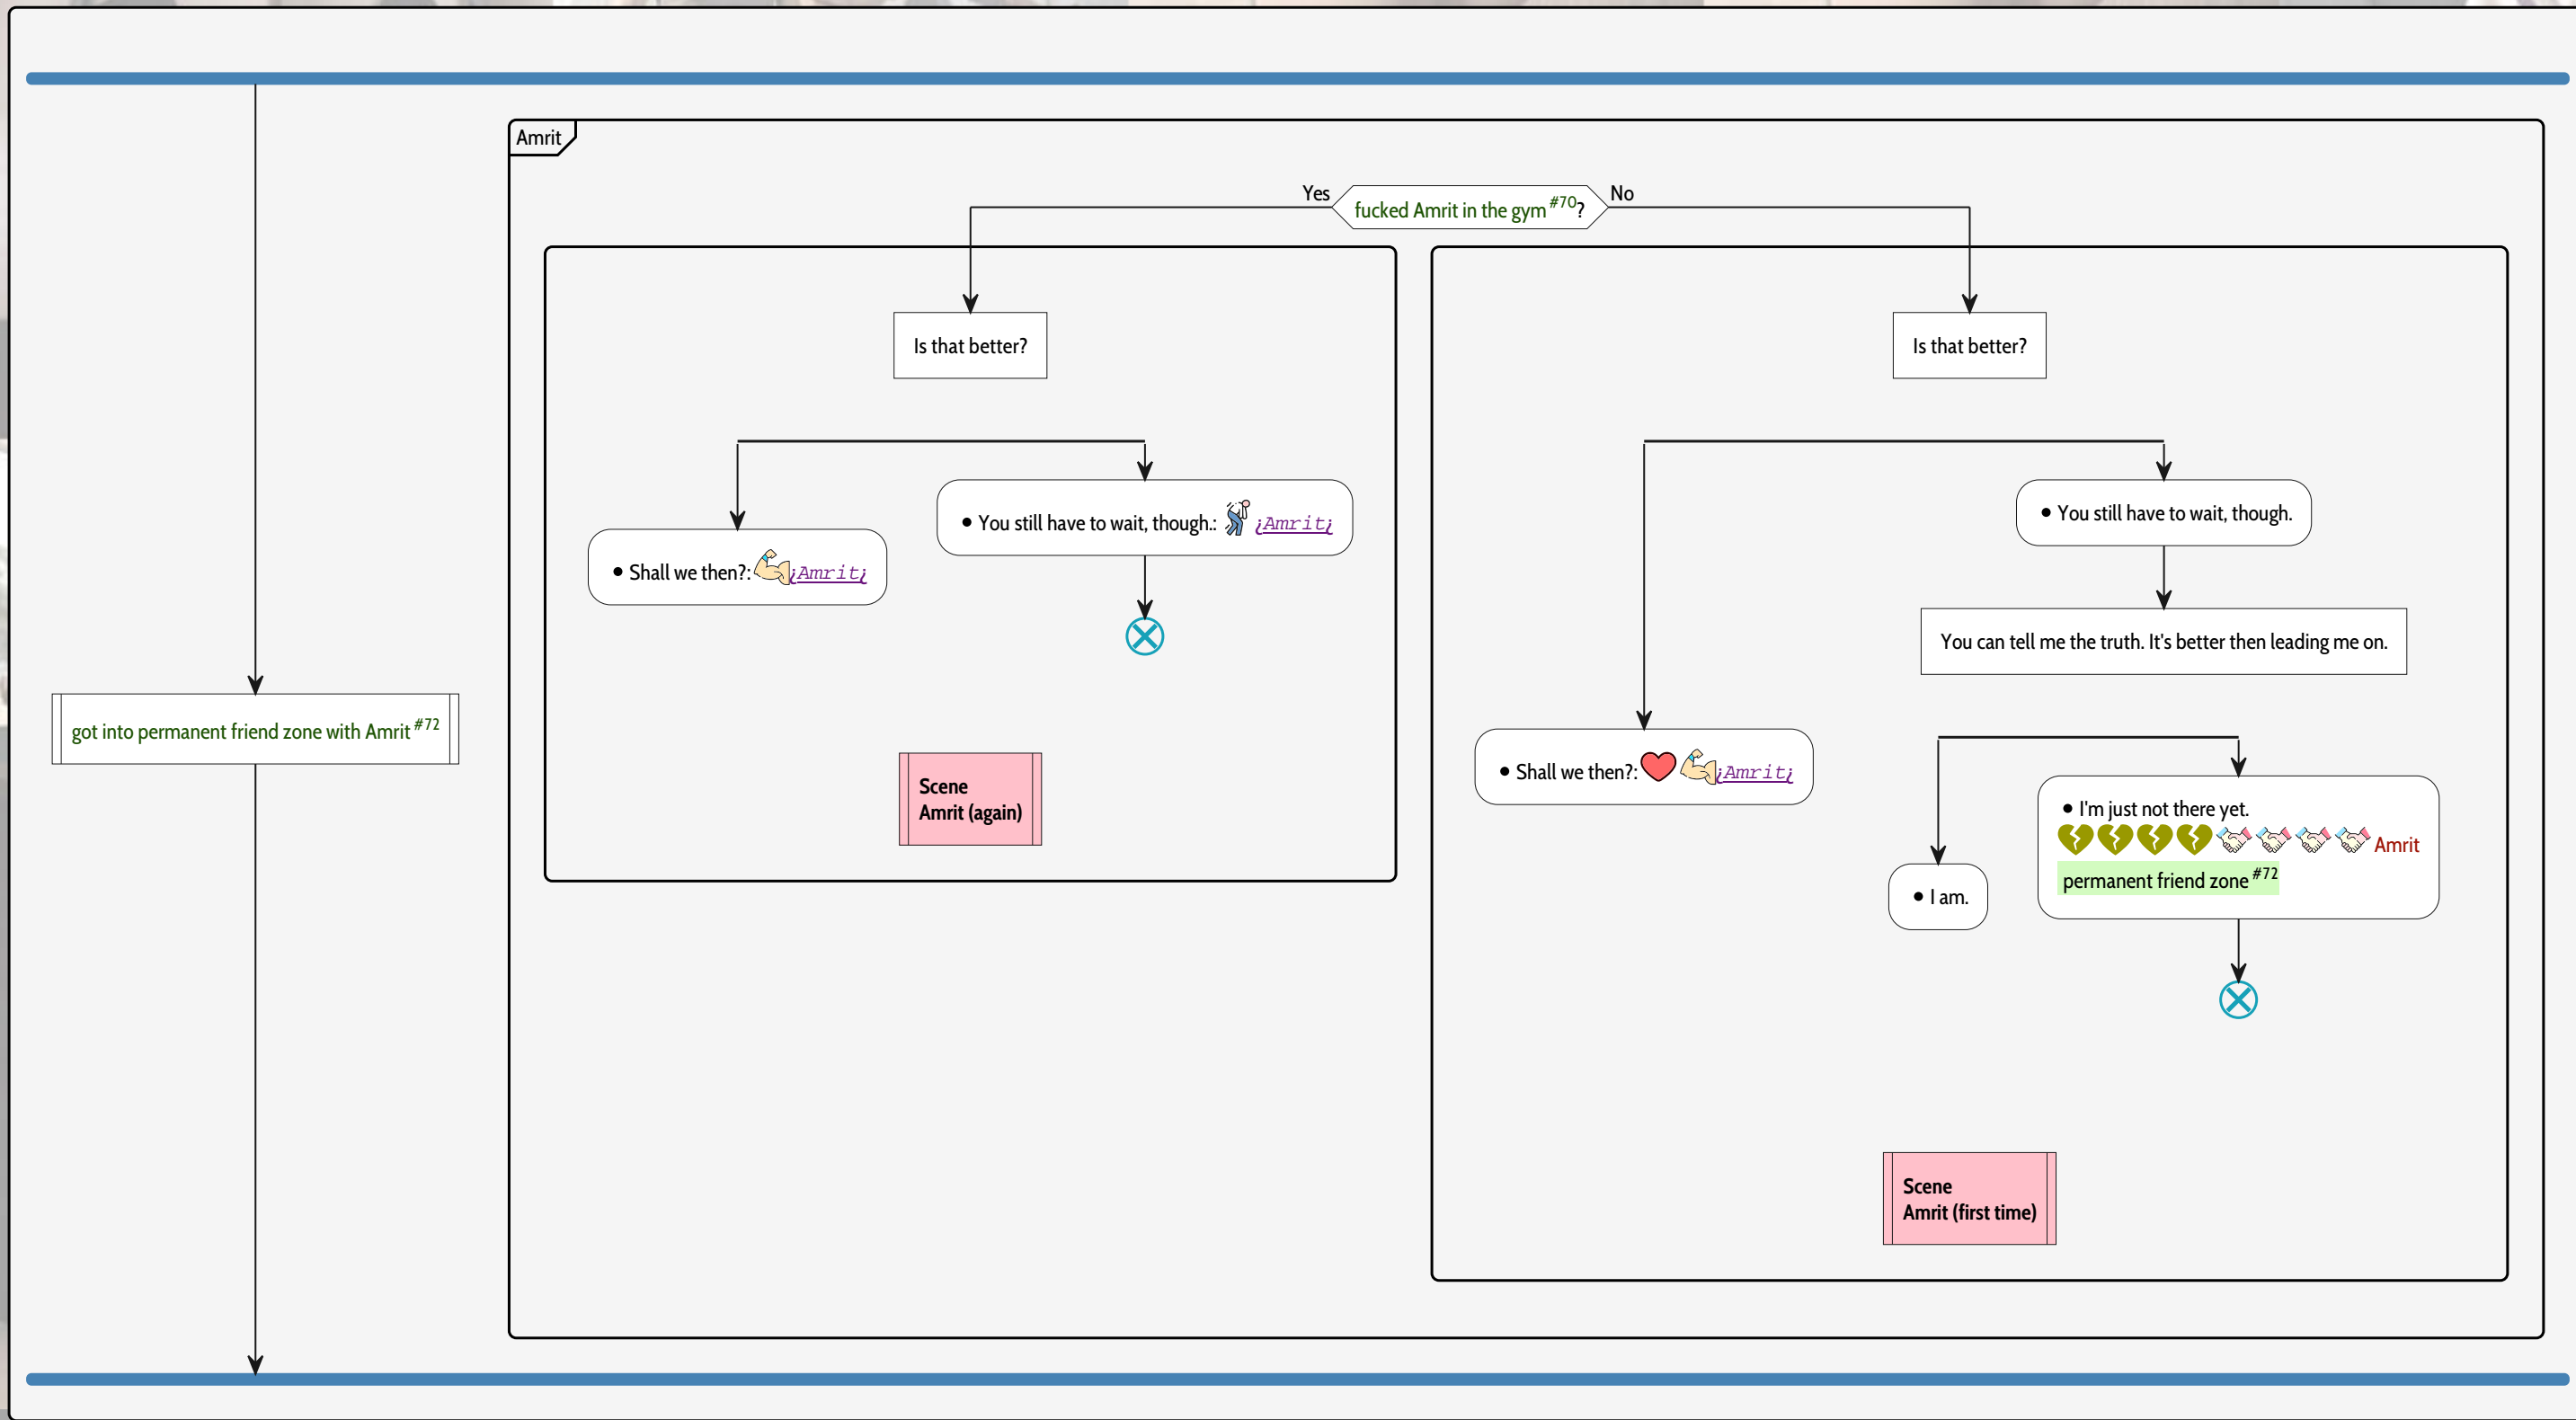 Amrit
Yes
fucked Amrit in the gym #70?
No
Is that better?
Is that better?
• You still have to wait, though.: ¿Amrit¿
• You still have to wait, though.
• Shall we then?: ¿Amrit¿
You can tell me the truth. It's better then leading me on.
got into permanent friend zone with Amrit #72
• Shall we then?: ¿Amrit¿
Scene
Amrit (again)
• I'm just not there yet.
Amrit
permanent friend zone #72
• I am.
Scene
Amrit (first time)